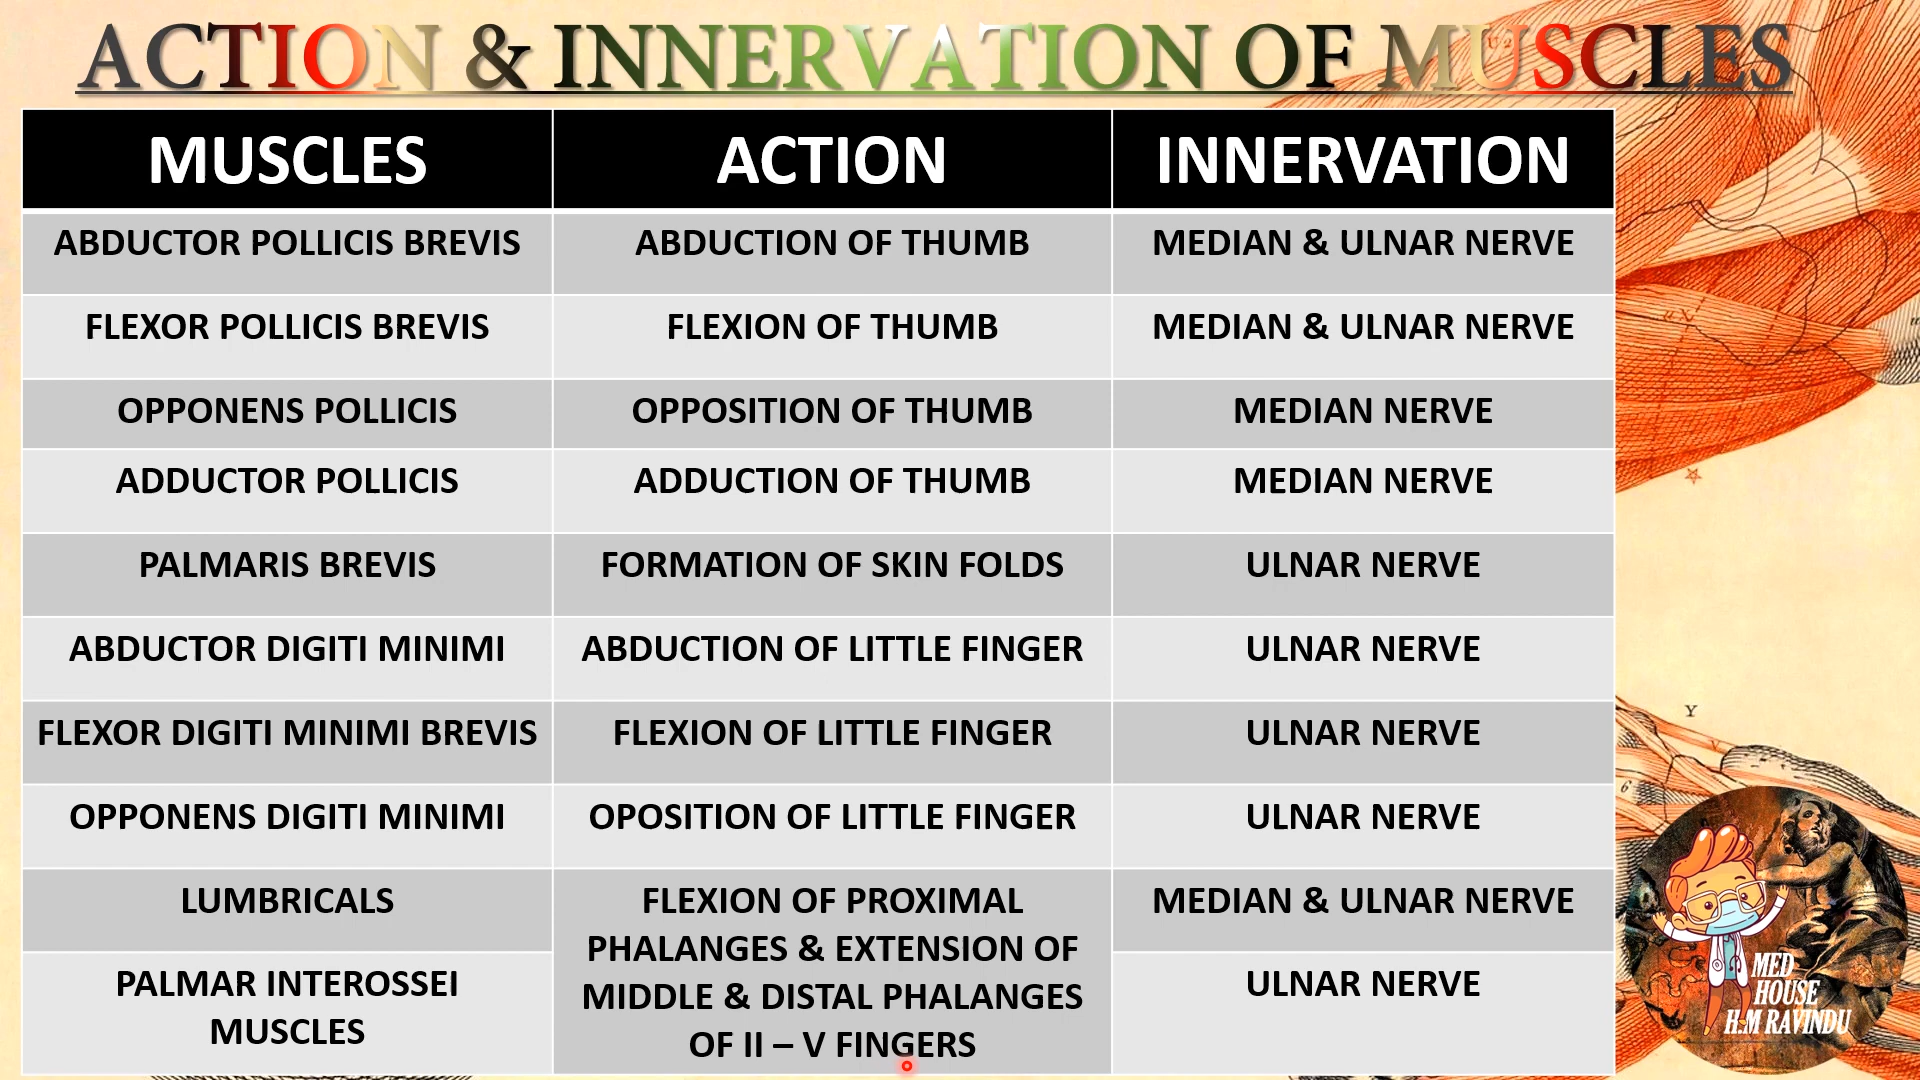 ACTION & INNERVATION OF MUSCLES
MUSCLES ACTION INNERVATION
ABDUCTOR POLLICIS BREVIS ABDUCTION OF THUMB MEDIAN & ULNAR NERVE
FLEXOR POLLICIS BREVIS FLEXION OF THUMB MEDIAN & ULNAR NERVE
OPPONENS POLLICIS OPPOSITION OF THUMB MEDIAN NERVE
ADDUCTOR POLLICIS ADDUCTION OF THUMB MEDIAN NERVE
PALMARIS BREVIS FORMATION OF SKIN FOLDS ULNAR NERVE
ABDUCTOR DIGITI MINIMI ABDUCTION OF LITTLE FINGER ULNAR NERVE
FLEXOR DIGITI MINIMI BREVIS FLEXION OF LITTLE FINGER ULNAR NERVE
OPPONENS DIGITI MINIMI OPOSITION OF LITTLE FINGER ULNAR NERVE
LUMBRICALS FLEXION OF PROXIMAL MEDIAN & ULNAR NERVE
PHALANGES & EXTENSION OF
PALMAR INTEROSSEI MIDDLE & DISTAL PHALANGES ULNAR NERVE
MUSCLES OF II – V FINGERS
Y
MED
HOUSE
H.M RAVINDU